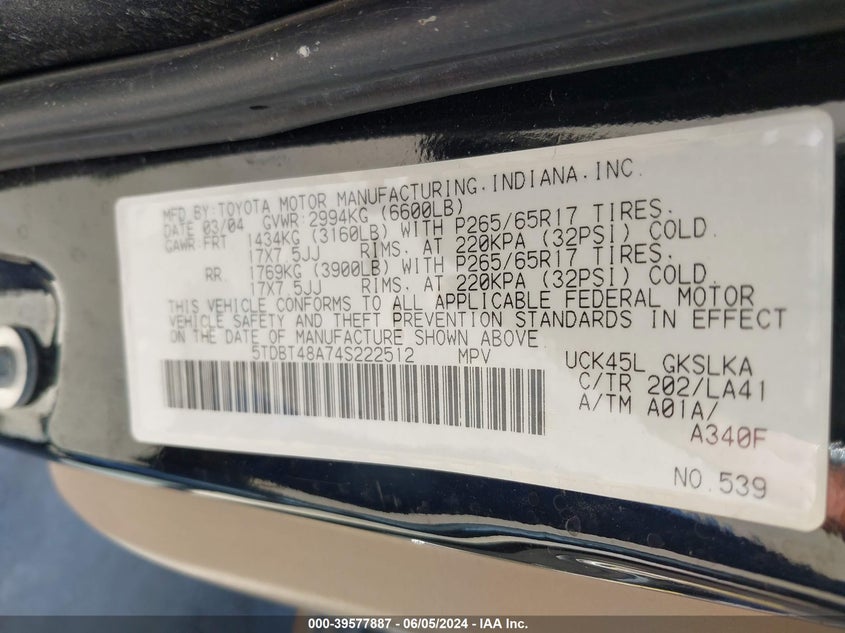 MFD BY:TOYOTA MOTOR MANUFACTURING.INDIANA.INC.
DATE 03/04 GVWR:2994KG (6600LB)
GAWR:FRT 1434KG (3160LB) WITH P265/65R17 TIRES.
17X7.5JJ RIMS. AT 220KPA (32PSI) COLD.
RR. 1769KG (3900LB) WITH P265/65R17 TIRES.
17X7.5JJ RIMS. AT 220KPA (32PSI) COLD.
THIS VEHICLE CONFORMS TO ALL APPLICABLE FEDERAL MOTOR
VEHICLE SAFETY AND THEFT PREVENTION STANDARDS IN EFFECT
ON THE DATE OF MANUFACTURE SHOWN ABOVE.
5TDBT48A74S222512 MPV
UCK45L GKSLKA
C/TR 202/LA41
A/TM A01A/
A340F
NO.539
000-39577887 - 06/05/2024 - IAA Inc.